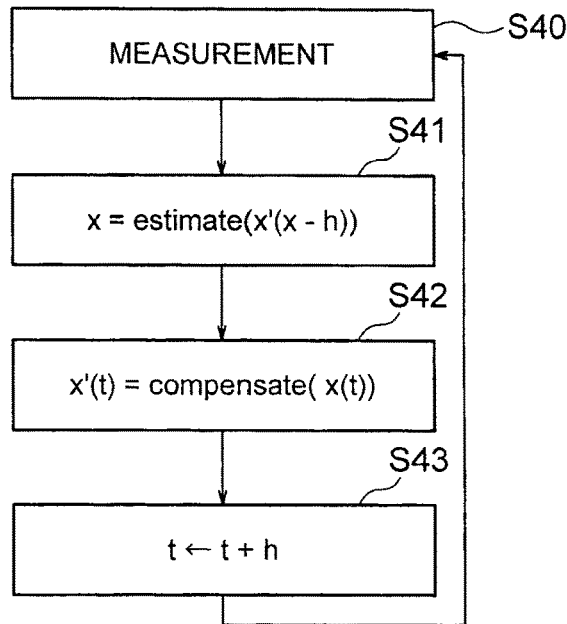 S40
MEASUREMENT
S41
x = estimate(x'(x - h))
S42
x'(t) = compensate( x(t))
S43
t ← t + h